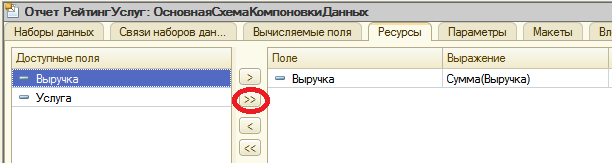 Отчет РейтингУслуг: ОсновнаяСхемаКомпоновкиДанных
Наборы данных Связи наборов дан... Вычисляемые поля Ресурсы Параметры Макеты Вл
Доступные поля Поле Выражение
Выручка > Выручка Сумма(Выручка)
Услуга >>
<
<<